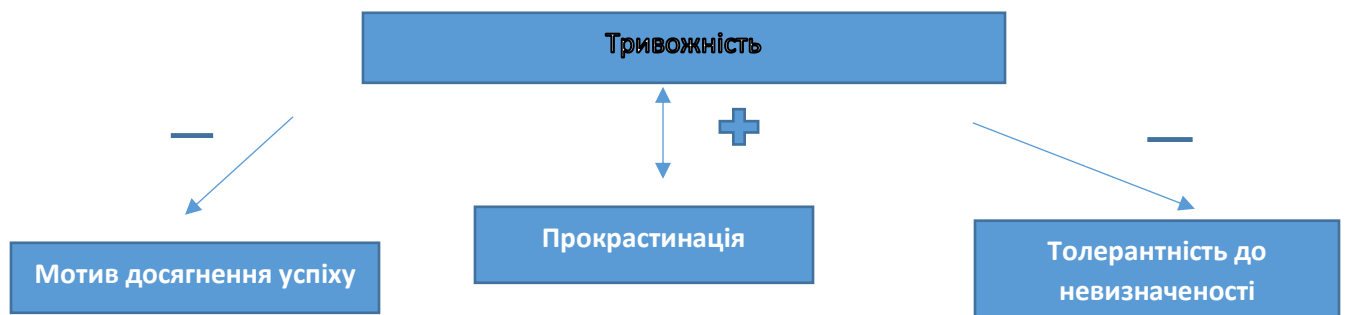 Тривожність
Прокрастинація
Мотив досягнення успіху
Толерантність до
невизначеності